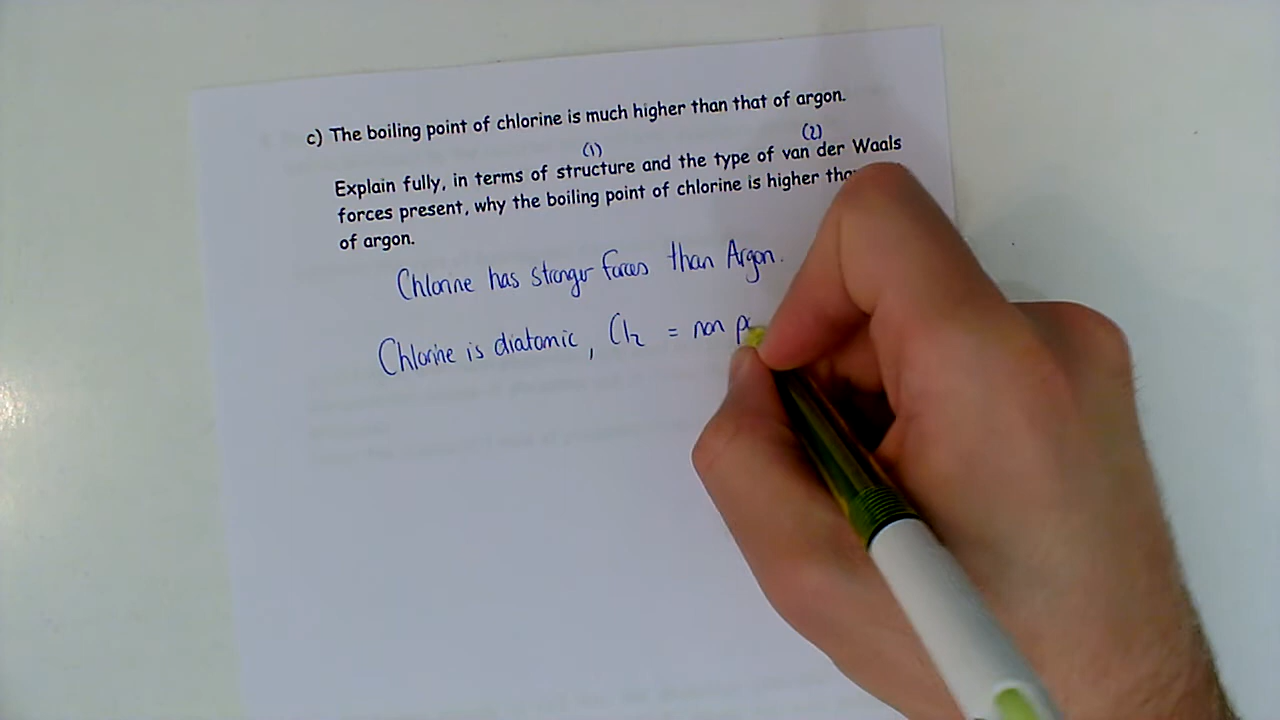 c) The boiling point of chlorine is much higher than that of argon.
(1) (2)
Explain fully, in terms of structure and the type of van der Waals
forces present, why the boiling point of chlorine is higher
of argon.
Chlorine has stronger forces than Argon.
Chlorine is diatomic, Cl2 = non